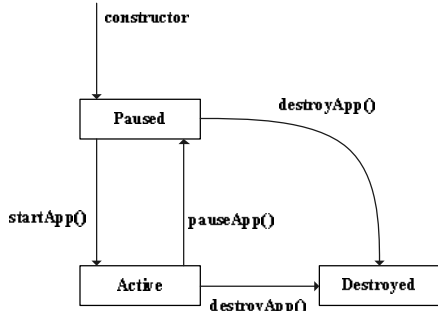 constructor
destroyApp()
Paused
startApp()
pauseApp()
Active
Destroyed
destroyApp()